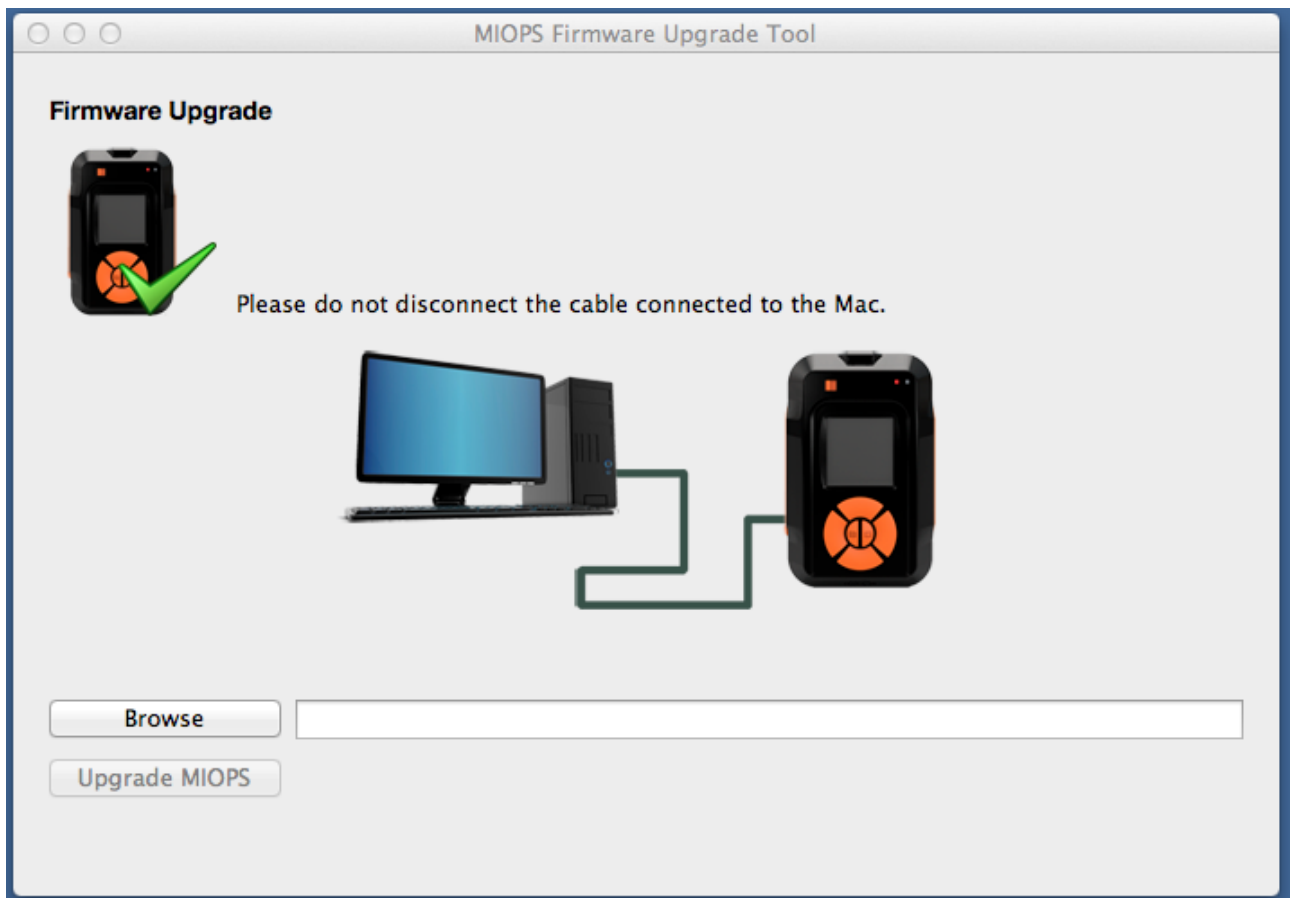 MIOPS Firmware Upgrade Tool
Firmware Upgrade
Please do not disconnect the cable connected to the Mac.
Browse
Upgrade MIOPS